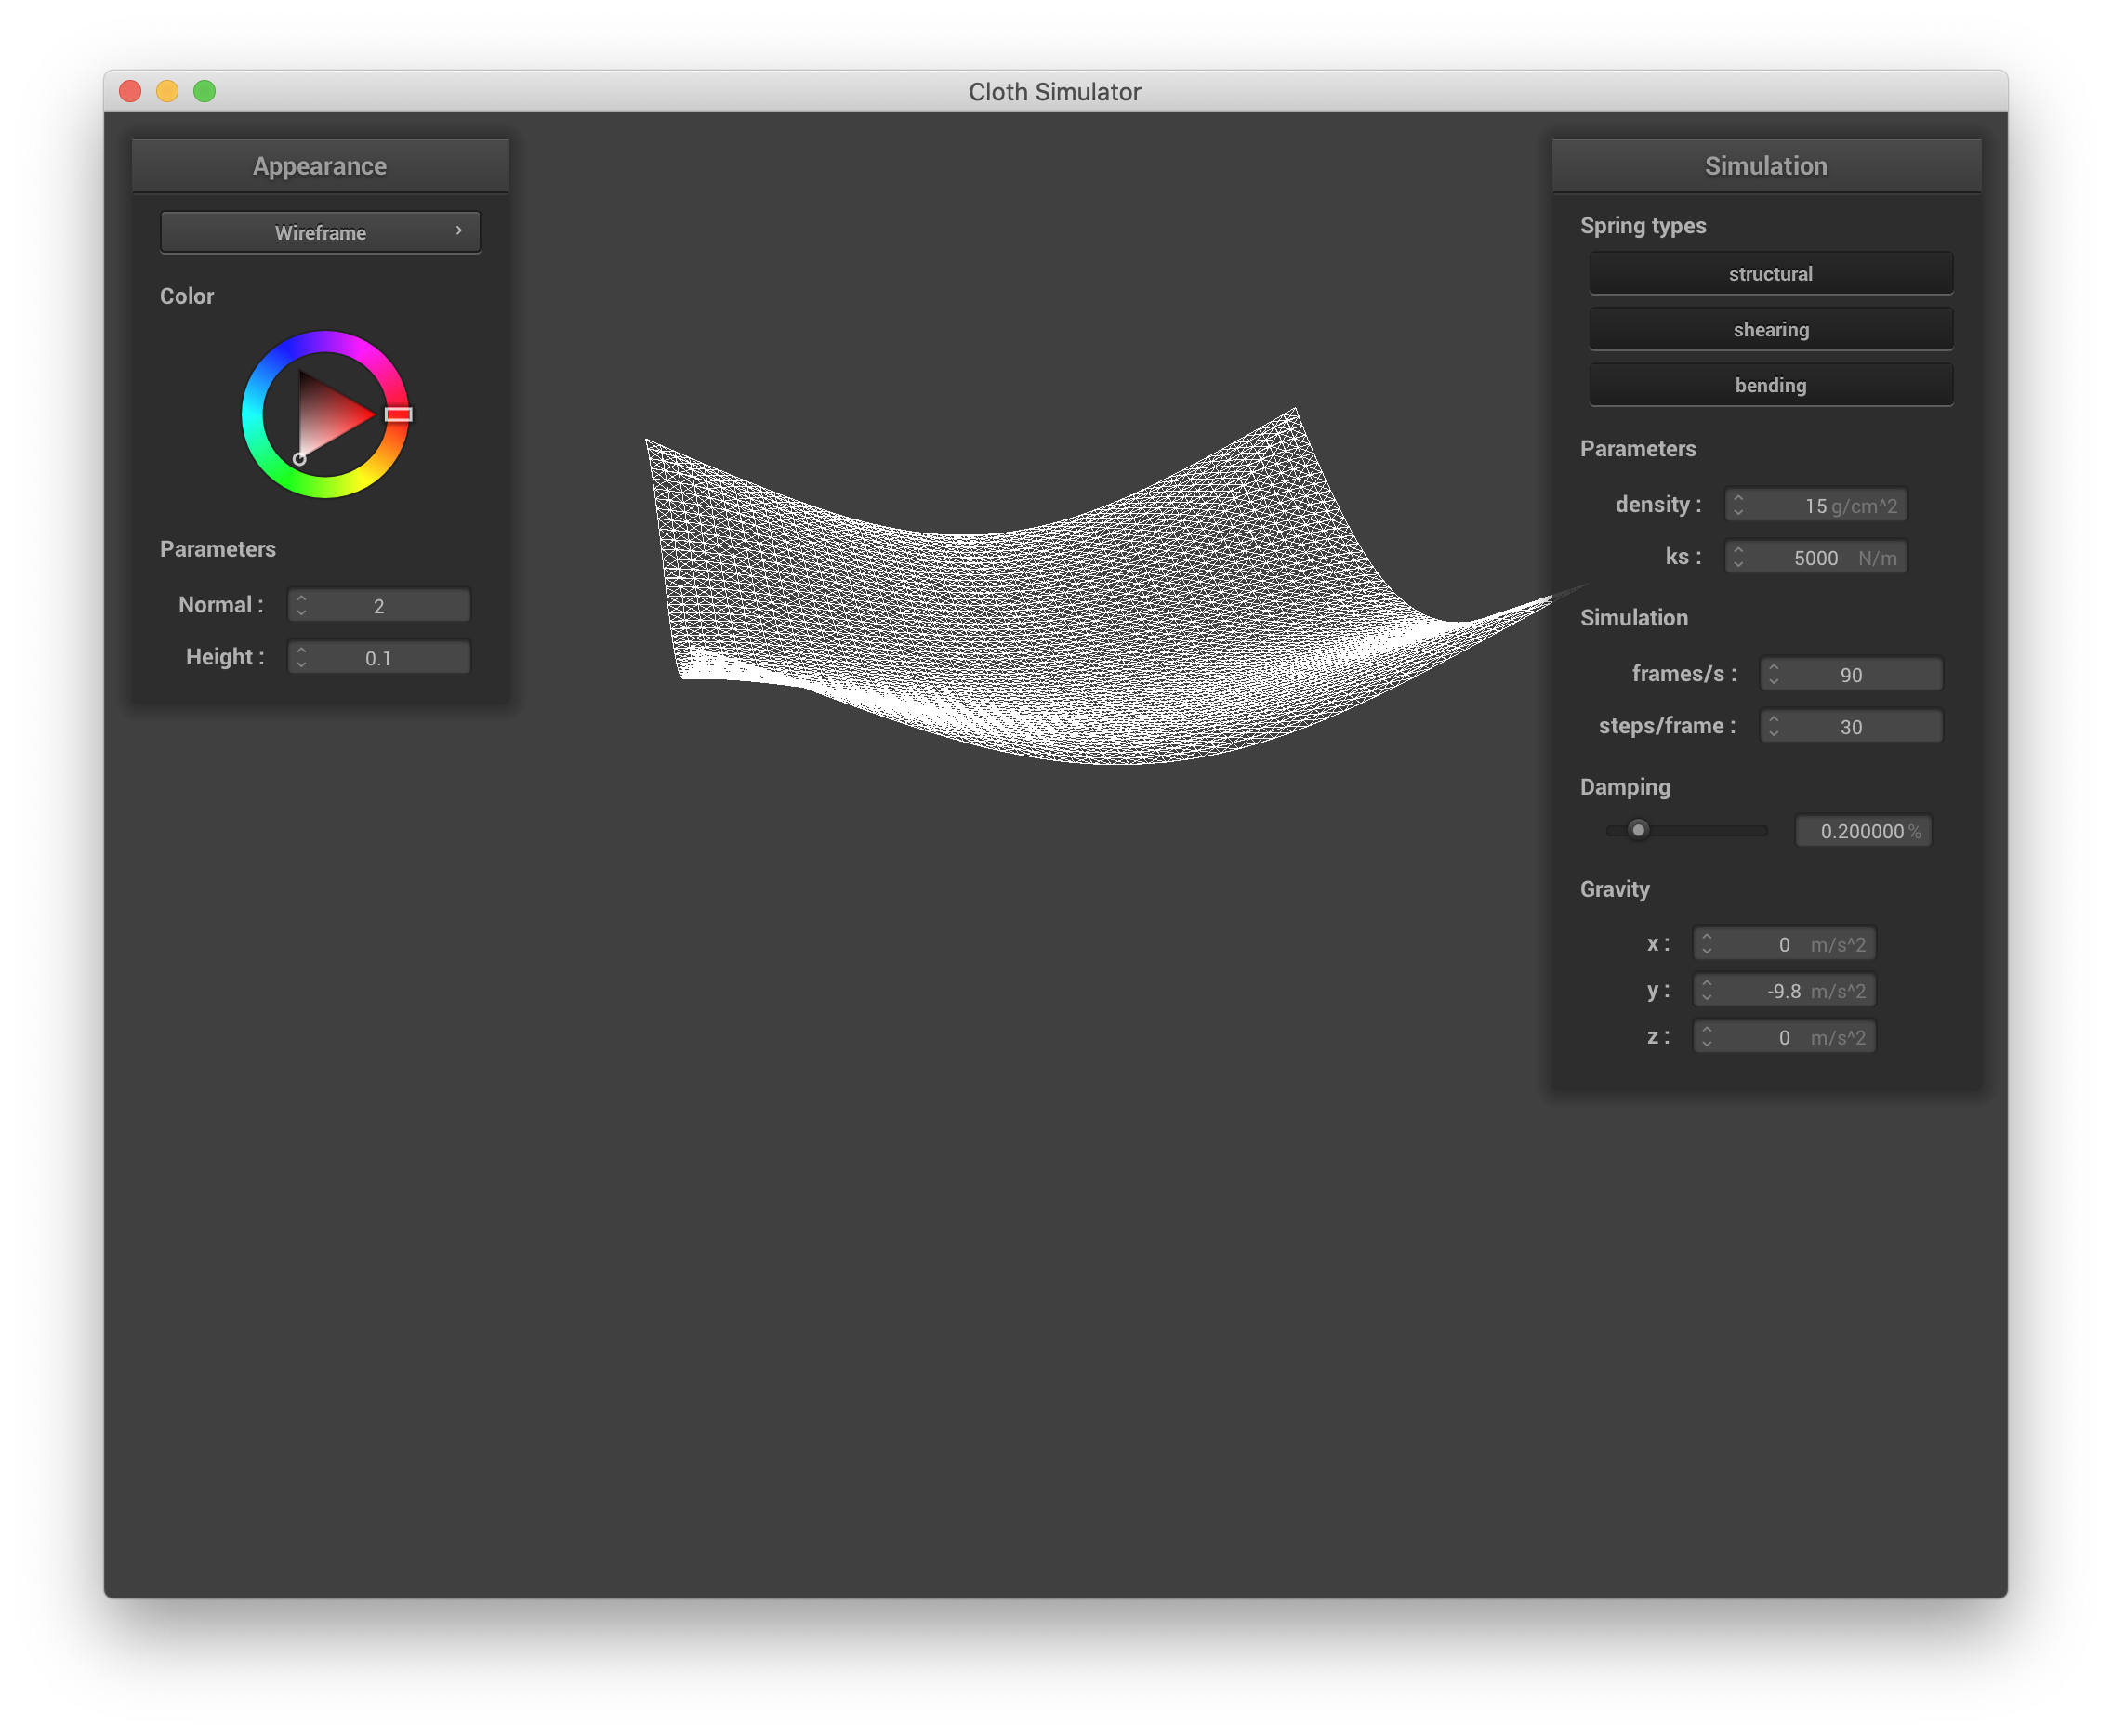 Cloth Simulator
Appearance
Wireframe
Color
Parameters
Normal : 2
Height : 0.1
Simulation
Spring types
structural
shearing
bending
Parameters
density : 15 g/cm^2
ks : 5000 N/m
Simulation
frames/s : 90
steps/frame : 30
Damping
0.200000 %
Gravity
x : 0 m/s^2
y : -9.8 m/s^2
z : 0 m/s^2